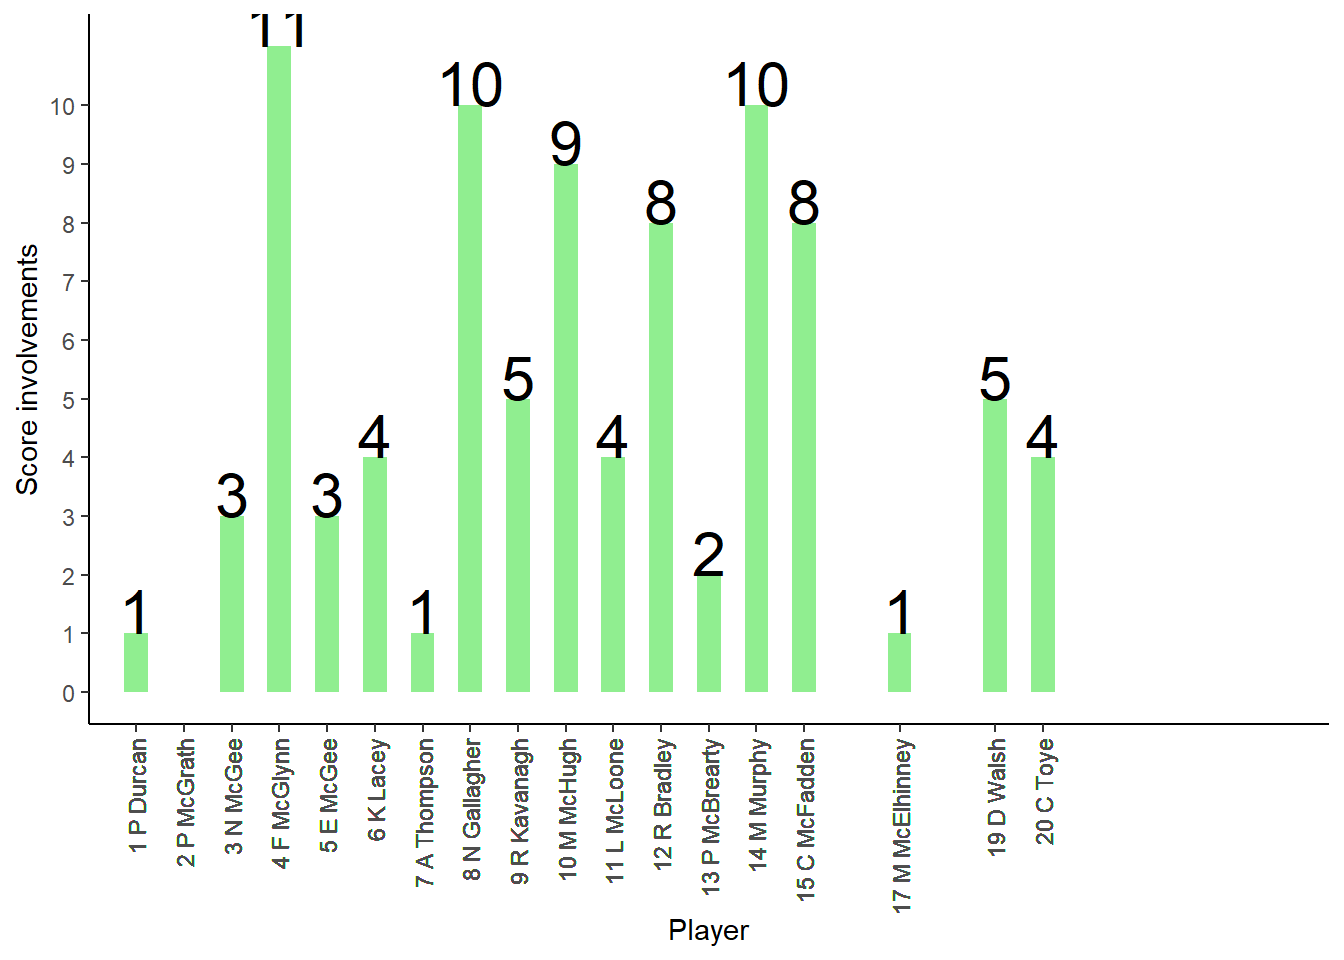 11
10
10
9
8
8
5
5
4
4
4
3
3
2
1
1
1
Score involvements
10
9
8
7
6
5
4
3
2
1
0
1 P Durcan
2 P McGrath
3 N McGee
4 F McGlynn
5 E McGee
6 K Lacey
7 A Thompson
8 N Gallagher
9 R Kavanagh
10 M McHugh
11 L McLoone
12 R Bradley
13 P McBrearty
14 M Murphy
15 C McFadden
17 M McElhinney
19 D Walsh
20 C Toye
Player